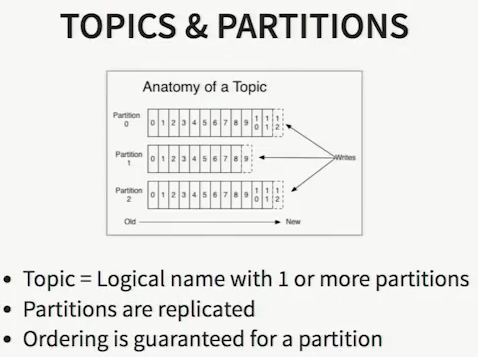 TOPICS & PARTITIONS
Anatomy of a Topic
Partition 0
0 1 2 3 4 5 6 7 8 9 10 11 12
Partition 1
0 1 2 3 4 5 6 7 8 9
Writes
Partition 2
0 1 2 3 4 5 6 7 8 9 10 11 12
Old New
• Topic = Logical name with 1 or more partitions
• Partitions are replicated
• Ordering is guaranteed for a partition